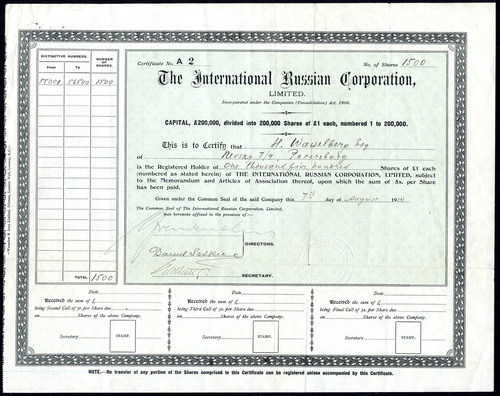 DISTINCTIVE NUMBERS. NUMBER OF SHARES.
From To
55001 56500 1500
TOTAL 1500
Certificate No. A 2 No. of Shares 1500
The International Russian Corporation,
LIMITED.
Incorporated under the Companies (Consolidation) Act, 1908.
CAPITAL, £200,000, divided into 200,000 Shares of £1 each, numbered 1 to 200,000.
This is to Certify that H. Wawelberg Esq
of Nevsky 7/9 Petersburg
is the Registered Holder of One thousand five hundred Shares of £1 each
(numbered as stated herein) of THE INTERNATIONAL RUSSIAN CORPORATION, LIMITED, subject
to the Memorandum and Articles of Association thereof, upon which the sum of 5s. per Share
has been paid.
Given under the Common Seal of the said Company this 7th day of August 19
The Common Seal of The International Russian Corporation, Limited,
was hereunto affixed in the presence of—
DIRECTORS.
SECRETARY.
Date
Received the sum of £
being Second Call of 5s. per Share due
on Shares of the above Company.
Secretary
STAMP.
Date
Received the sum of £
being Third Call of 5s. per Share due
on Shares of the above Company.
Secretary
STAMP.
Date
Received the sum of £
being Final Call of 5s. per Share due
on Shares of the above Company.
Secretary
STAMP.
NOTE.—No transfer of any portion of the Shares comprised in this Certificate can be registered unless accompanied by this Certificate.